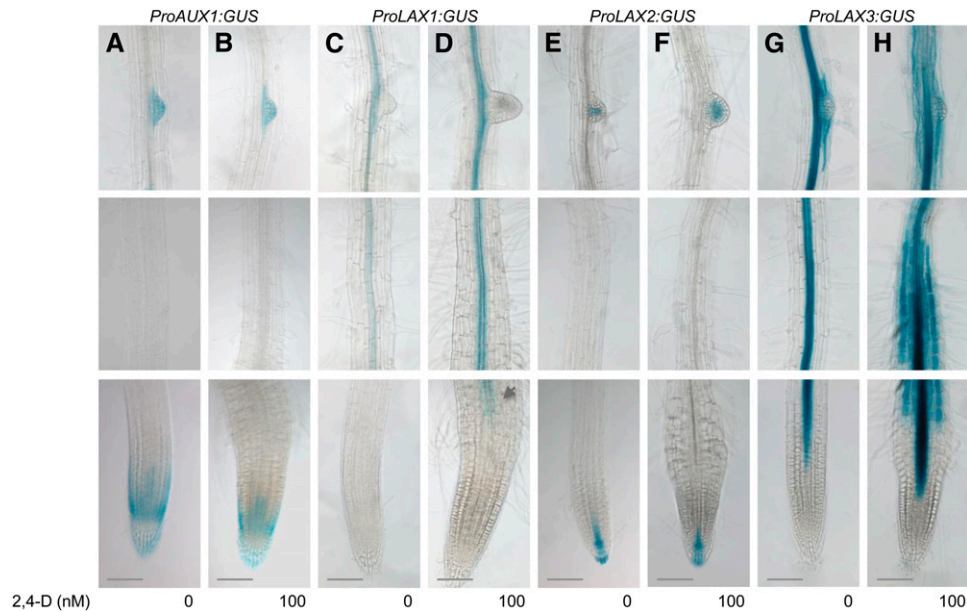 ProAUX1:GUS ProLAX1:GUS ProLAX2:GUS ProLAX3:GUS
A B C D E F G H
2,4-D (nM) 0 100 0 100 0 100 0 100